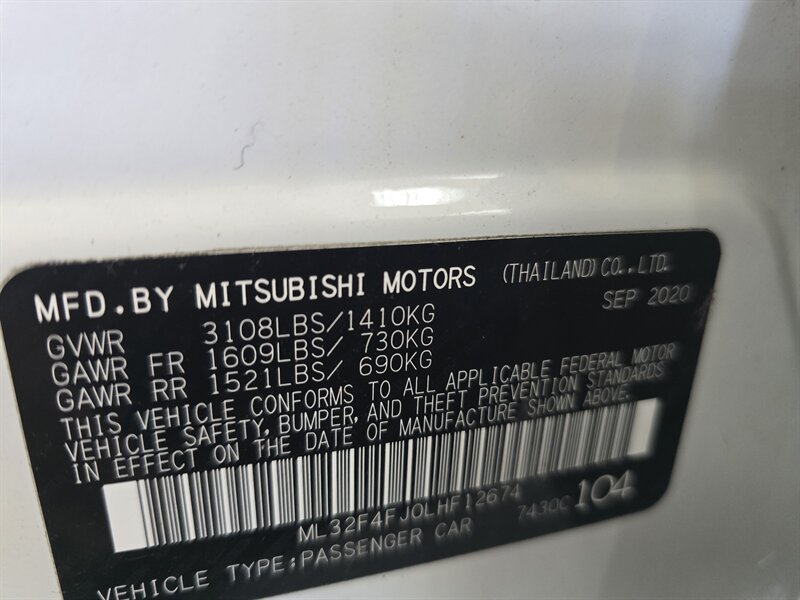 MFD.BY MITSUBISHI MOTORS (THAILAND) CO.,LTD.
SEP 2020
GVWR 3108LBS/1410KG
GAWR FR 1609LBS/ 730KG
GAWR RR 1521LBS/ 690KG
THIS VEHICLE CONFORMS TO ALL APPLICABLE FEDERAL MOTOR
VEHICLE SAFETY, BUMPER, AND THEFT PREVENTION STANDARDS
IN EFFECT ON THE DATE OF MANUFACTURE SHOWN ABOVE.
ML32F4FJ0LHF12674 7430C 104
VEHICLE TYPE:PASSENGER CAR